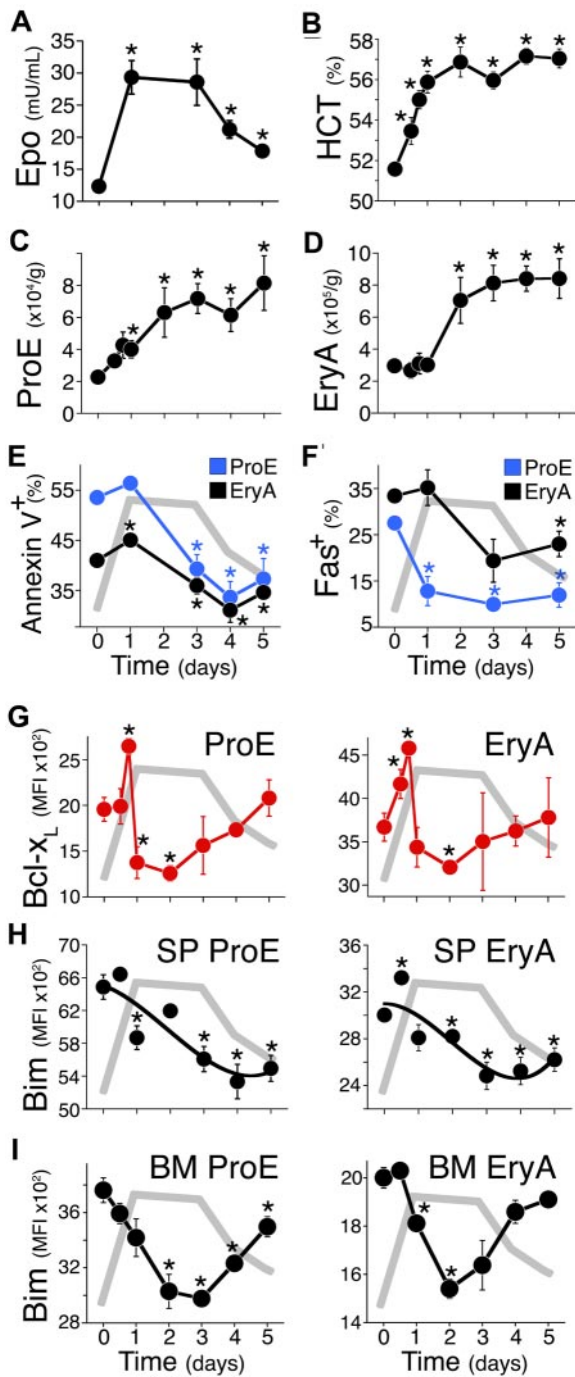 A
Epo (mU/mL)
35
30
25
20
15
10
B
HCT (%)
58
56
54
52
50
* * * * *
* * * * * * * *
C
ProE (x10⁴/g)
10
8
6
4
2
0
* * * * *
D
EryA (x10⁵/g)
10
8
6
4
2
0
* * * *
E
Annexin V⁺ (%)
55
45
35
ProE
EryA
* * * * * * *
0 1 2 3 4 5
Time (days)
F'
Fas⁺ (%)
45
35
25
15
5
ProE
EryA
* * * *
0 1 2 3 4 5
Time (days)
G
Bcl-xL (MFI x10²)
ProE
25
20
15
10
* * *
EryA
45
40
35
30
* * *
H
Bim (MFI x10²)
SP ProE
70
66
62
58
54
50
* * * *
SP EryA
36
32
28
24
* * * * *
I
Bim (MFI x10²)
BM ProE
36
32
28
* * * *
0 1 2 3 4 5
Time (days)
BM EryA
20
18
16
14
* *
0 1 2 3 4 5
Time (days)